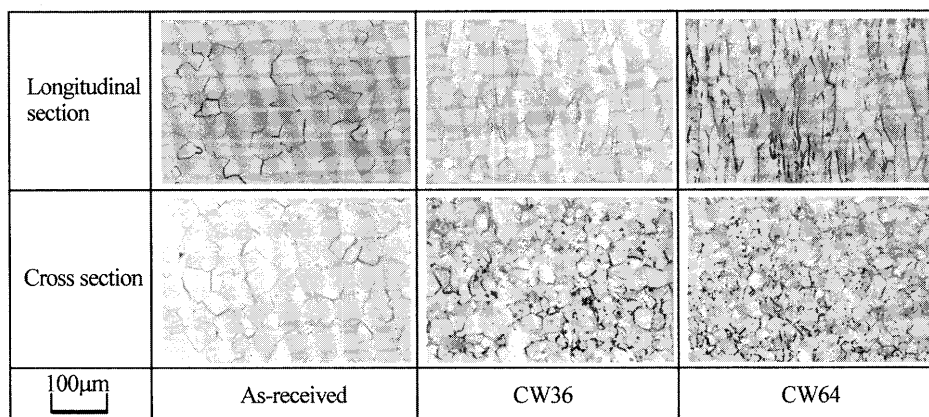 Longitudinal
section
Cross section
100μm
As-received
CW36
CW64